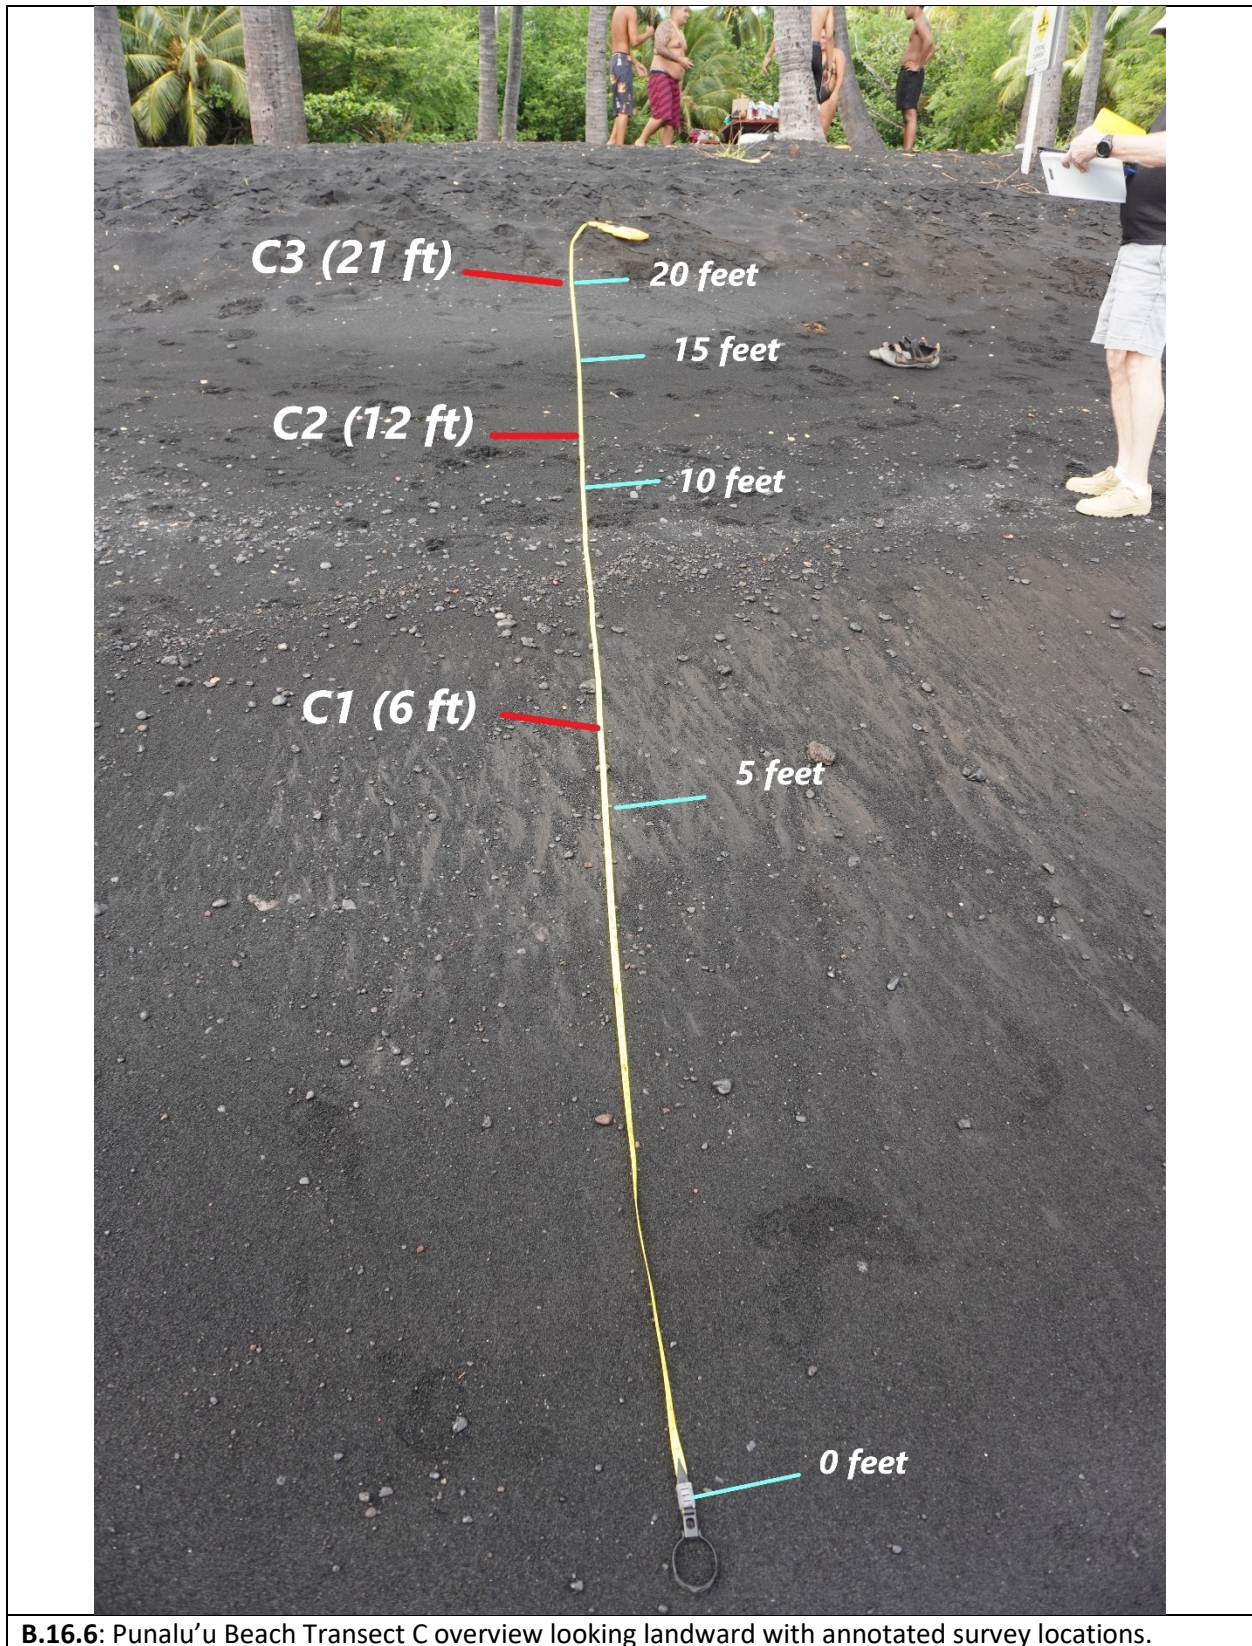 C3 (21 ft)
20 feet
15 feet
C2 (12 ft)
10 feet
C1 (6 ft)
5 feet
0 feet
B.16.6: Punalu’u Beach Transect C overview looking landward with annotated survey locations.